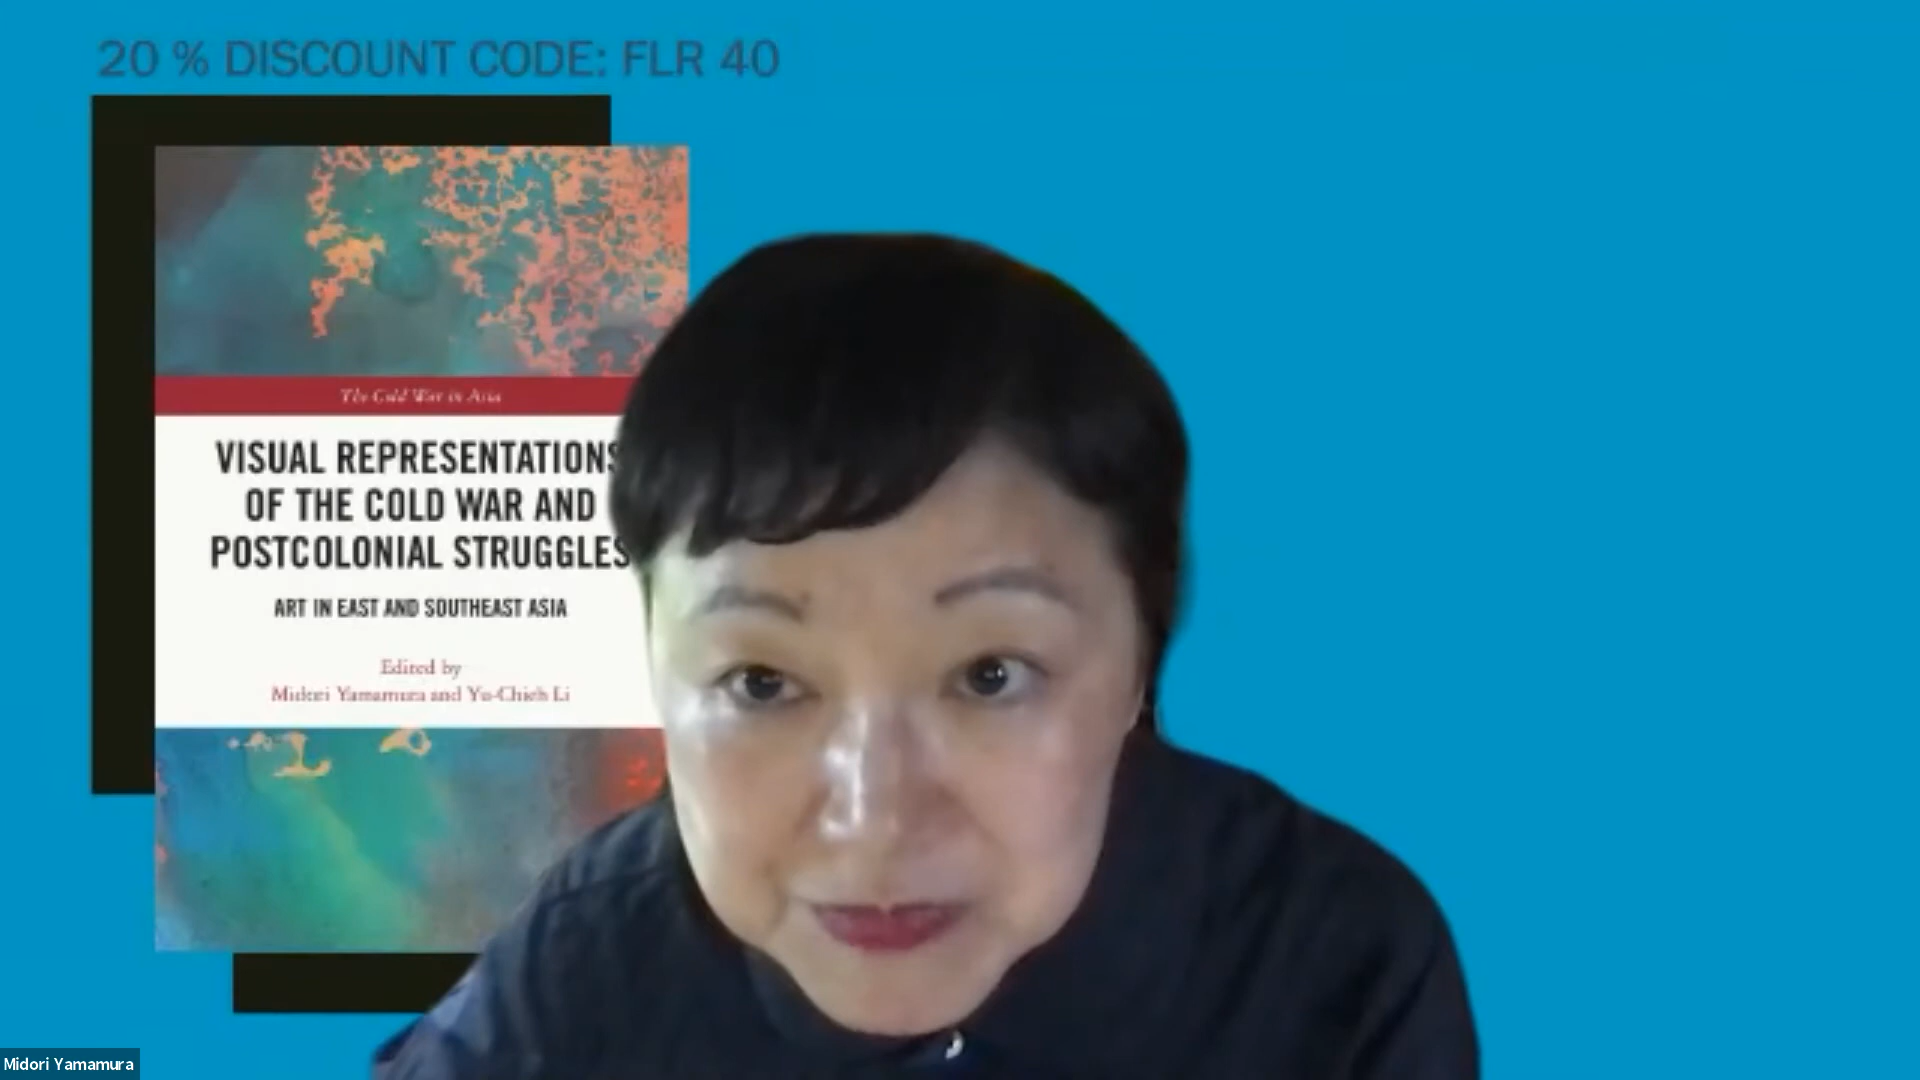 20 % DISCOUNT CODE: FLR 40
The Cold War in Asia
VISUAL REPRESENTATIONS
OF THE COLD WAR AND
POSTCOLONIAL STRUGGLES
ART IN EAST AND SOUTHEAST ASIA
Edited by
Midori Yamamura and Yu-Chieh Li
Midori Yamamura